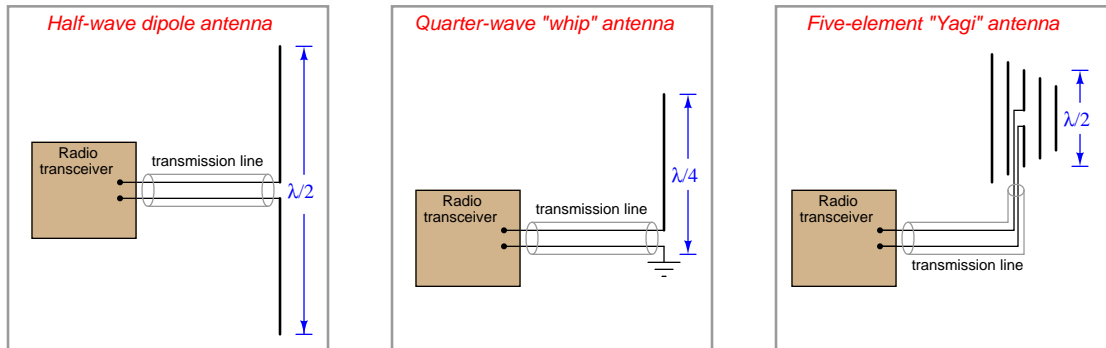 Half-wave dipole antenna
Radio
transceiver
transmission line
λ/2
Quarter-wave "whip" antenna
Radio
transceiver
transmission line
λ/4
Five-element "Yagi" antenna
Radio
transceiver
transmission line
λ/2